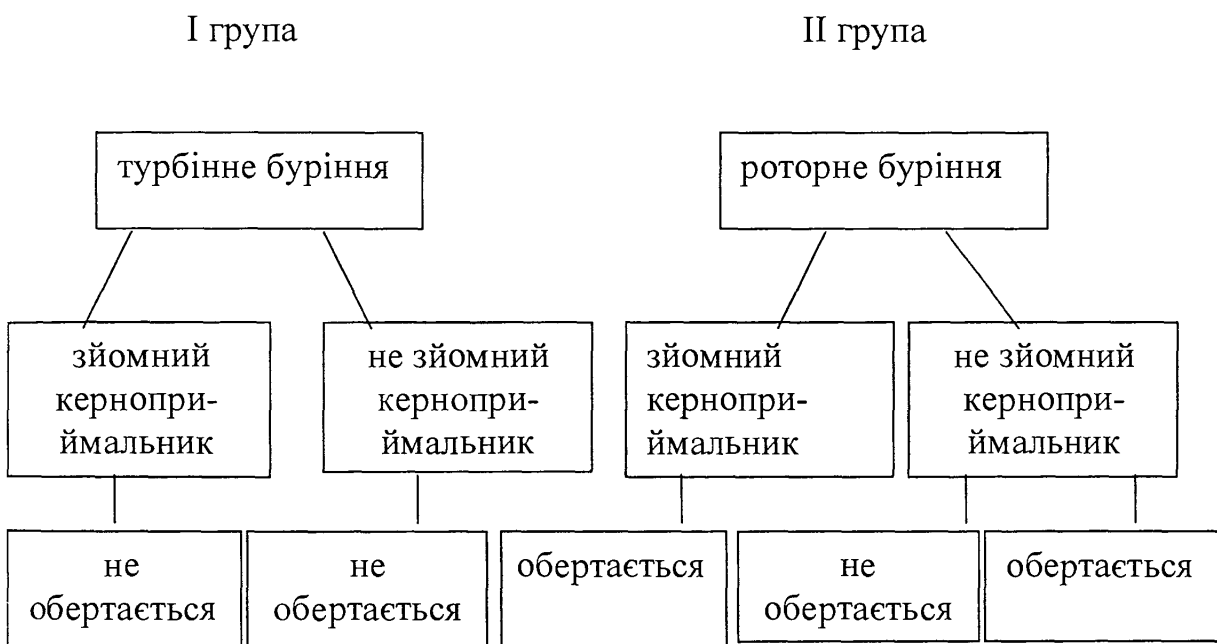 І група
ІІ група
турбінне буріння
роторне буріння
зйомний
кернопри-
ймальник
не зйомний
кернопри-
ймальник
зйомний
кернопри-
ймальник
не зйомний
кернопри-
ймальник
не
обертається
не
обертається
обертається
не
обертається
обертається